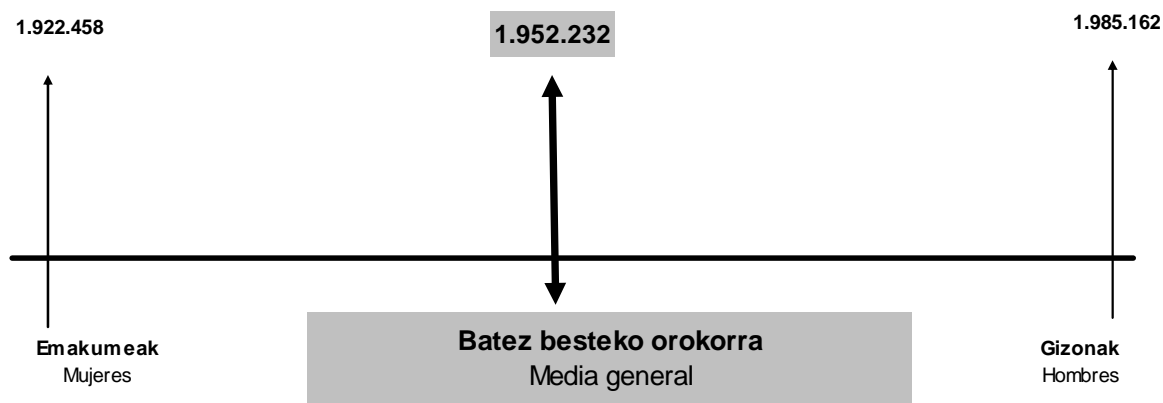 1.922.458
1.952.232
1.985.162
Emakumeak
Mujeres
Batez besteko orokorra
Media general
Gizonak
Hombres